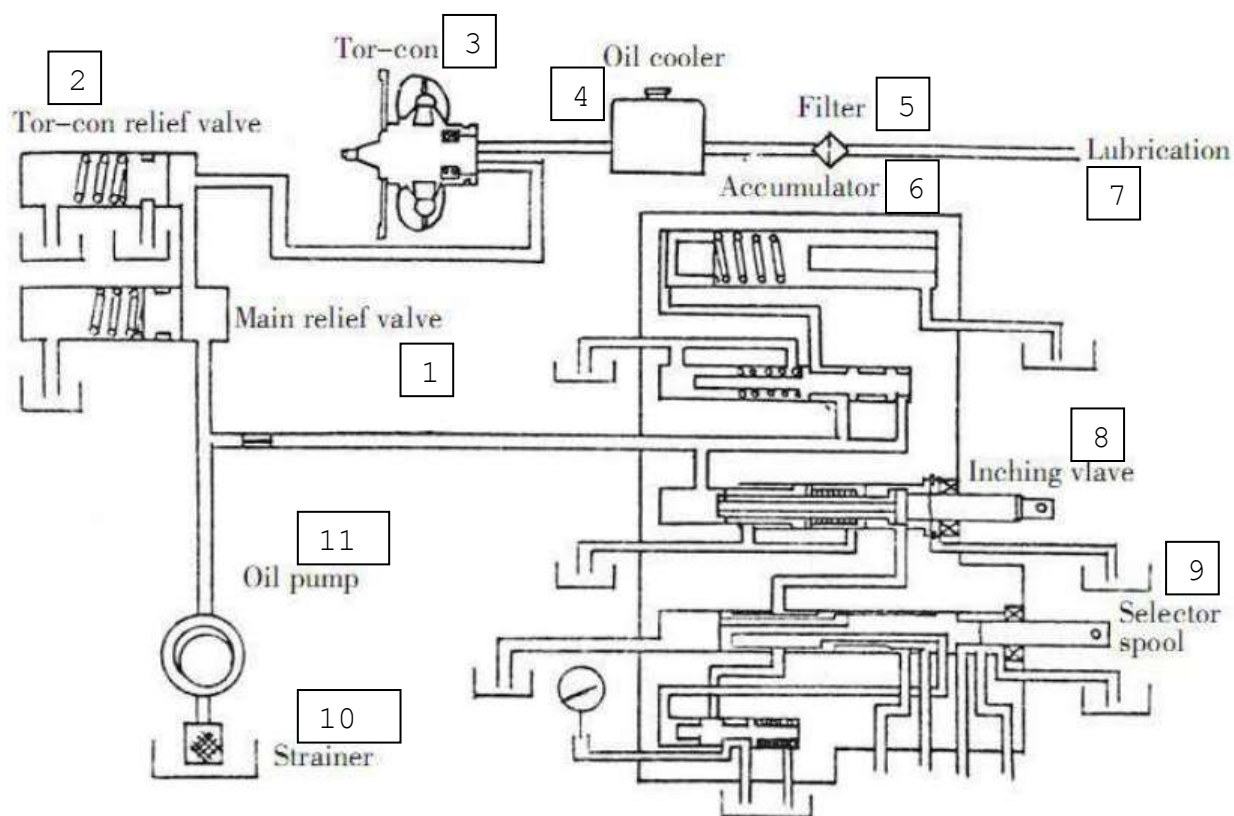 Tor-con 3
Oil cooler
2
4
Filter 5
Tor-con relief valve
Lubrication
Accumulator 6
7
Main relief valve
1
8
Inching vlave
11
Oil pump
9
Selector
spool
10
Strainer